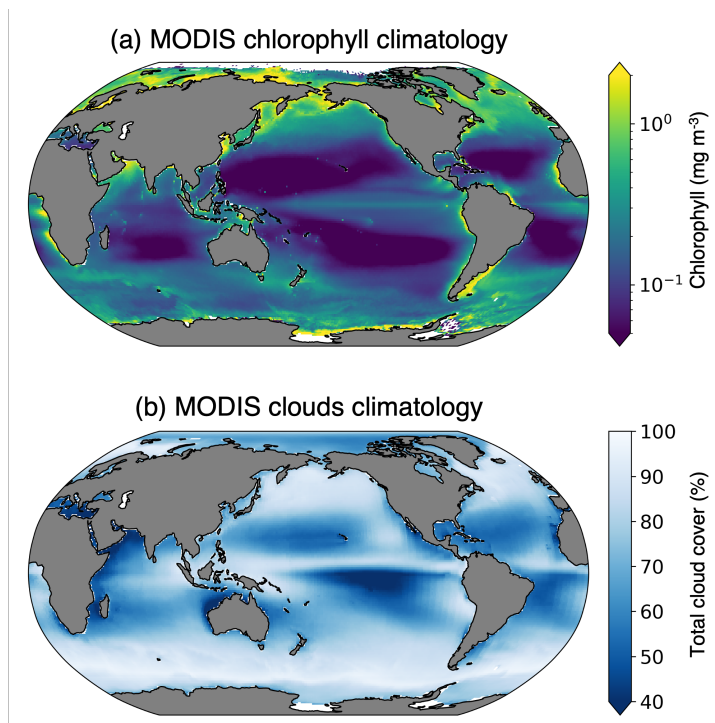 (a) MODIS chlorophyll climatology
10⁰
10⁻¹
Chlorophyll (mg m⁻³)
(b) MODIS clouds climatology
100
90
80
70
60
50
40
Total cloud cover (%)